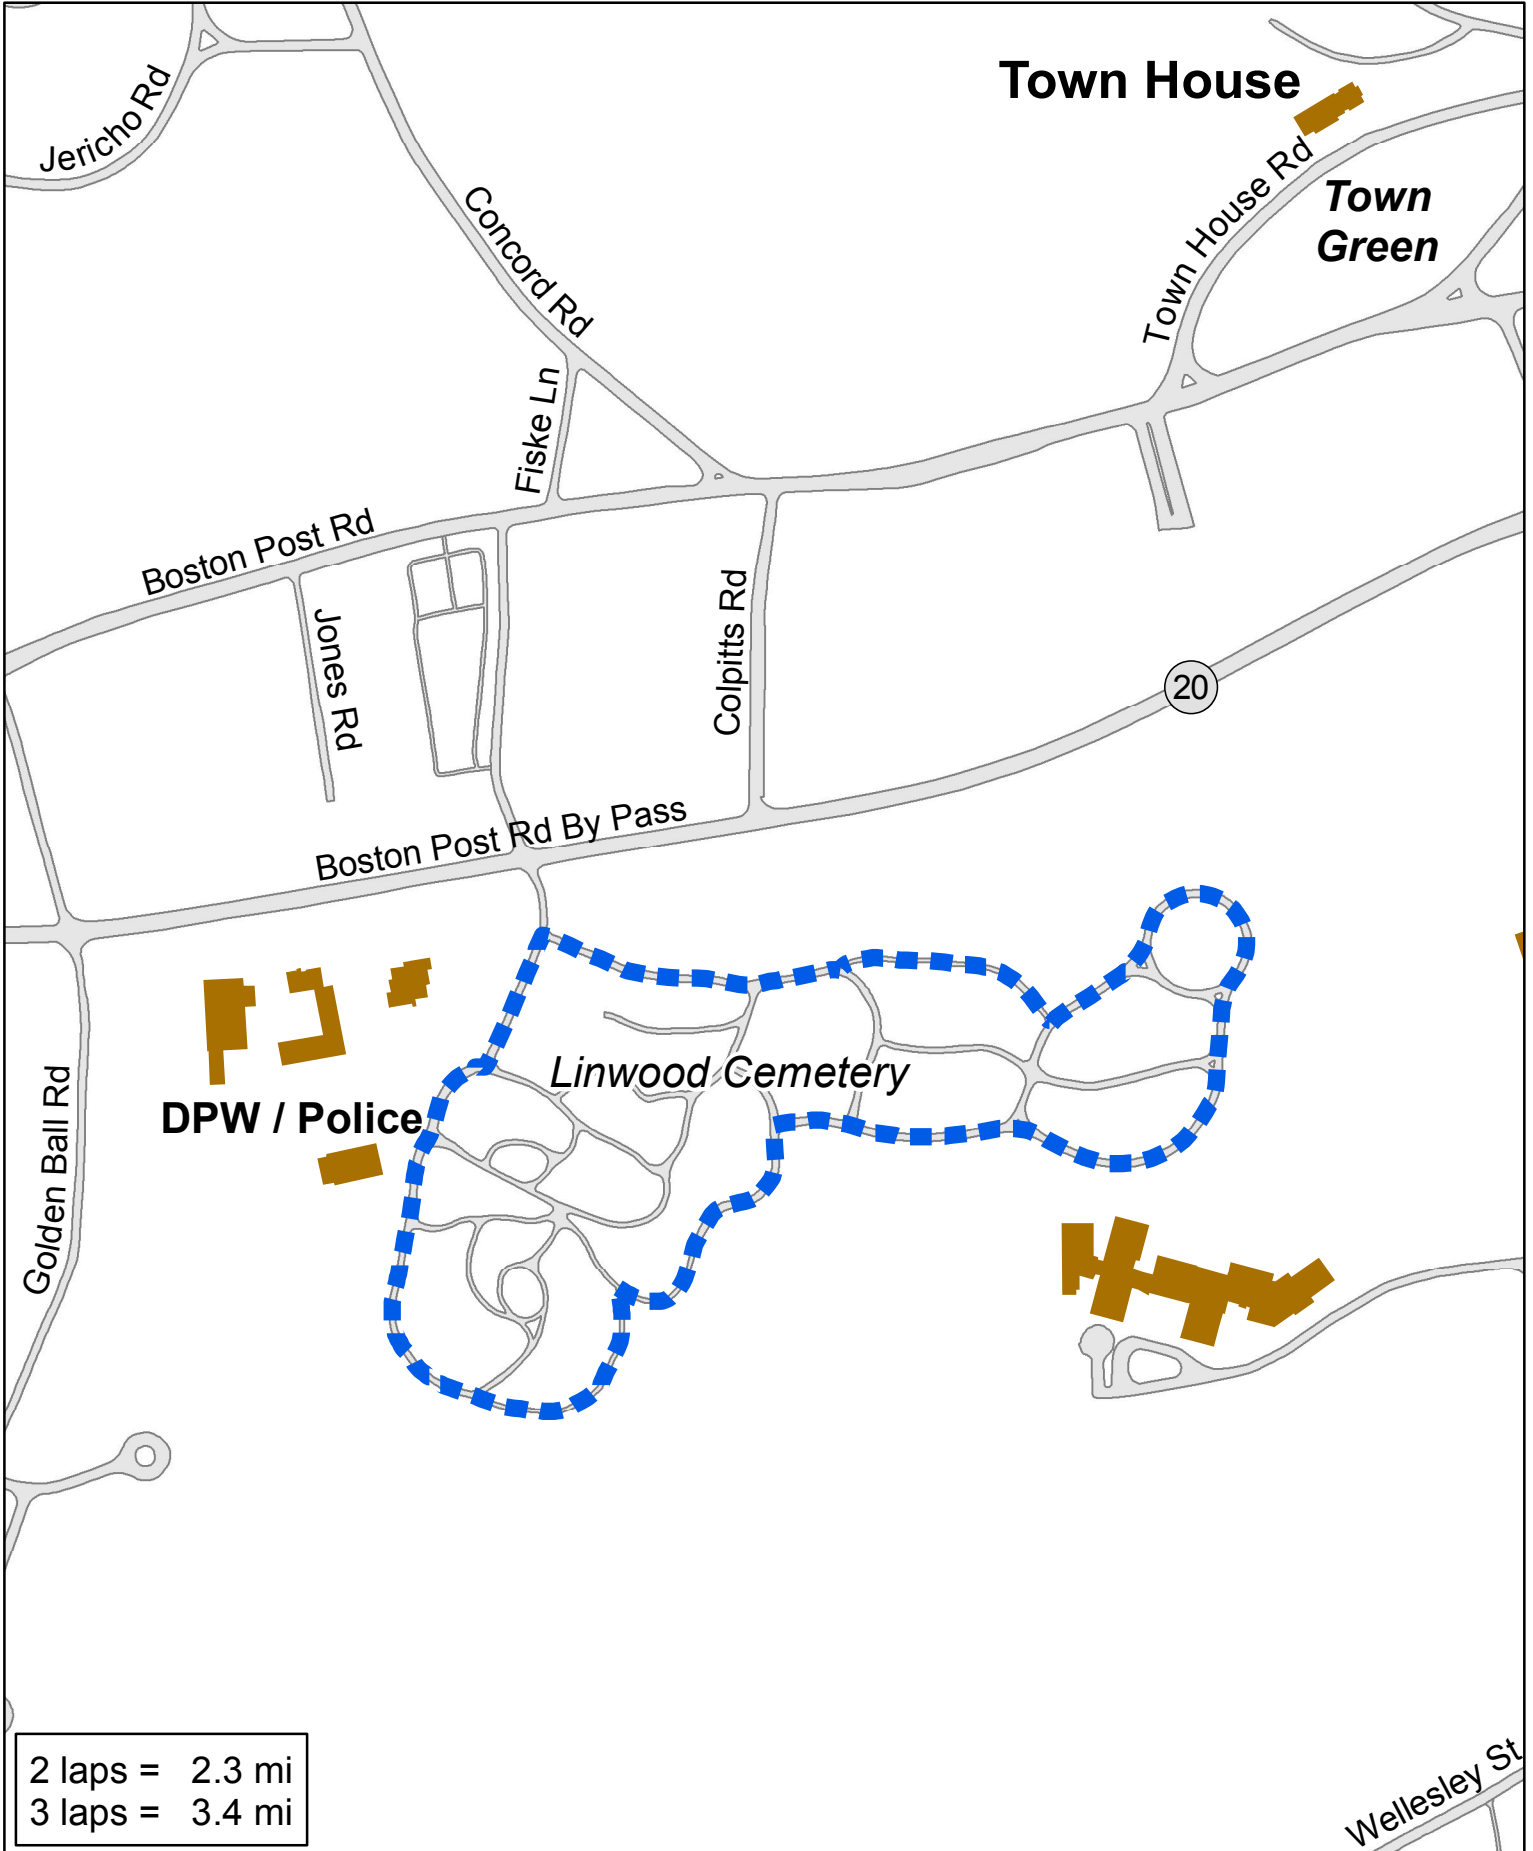 Town House
Jericho Rd
Town House Rd
Town
Green
Concord Rd
Fiske Ln
Boston Post Rd
Jones Rd
Colpitts Rd
20
Boston Post Rd By Pass
Linwood Cemetery
DPW / Police
Golden Ball Rd
2 laps = 2.3 mi
3 laps = 3.4 mi
Wellesley St